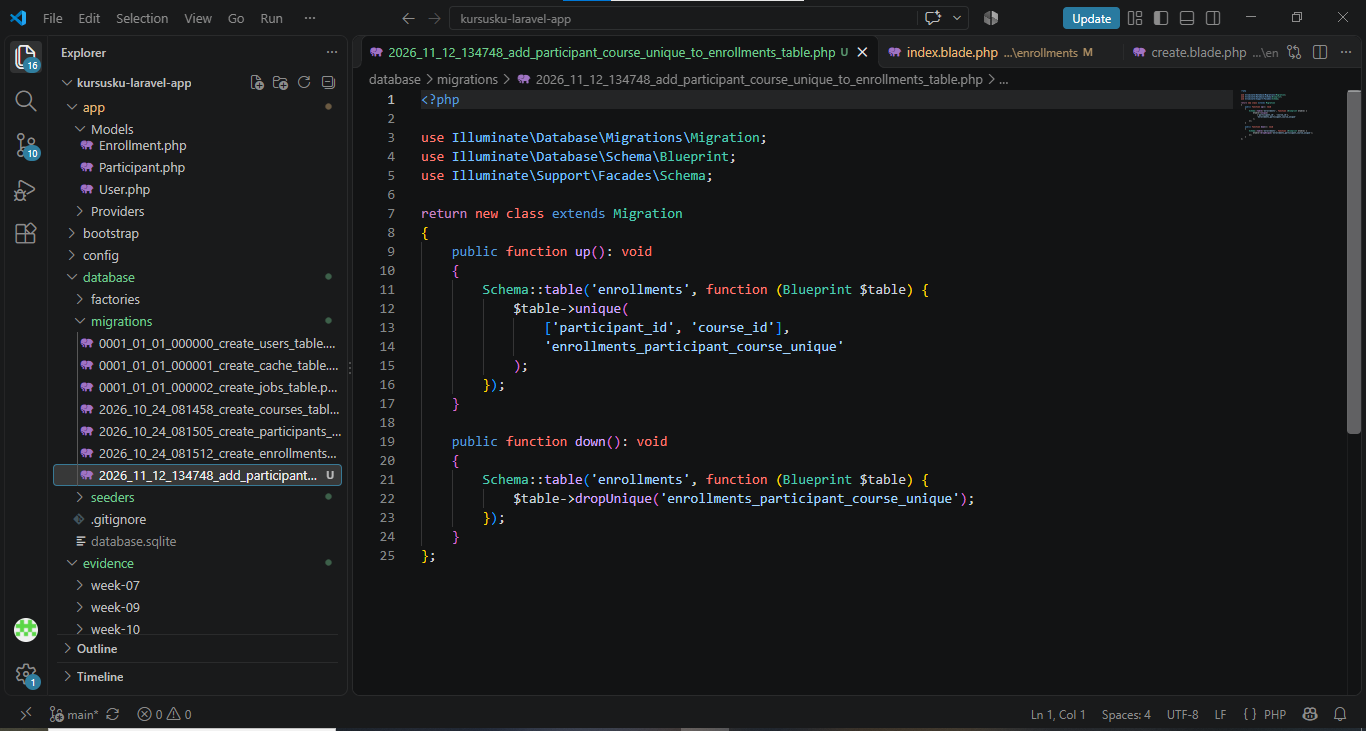 File Edit Selection View Go Run ···
kursusku-laravel-app
Update
Explorer ···
16
kursusku-laravel-app
app
Models
Enrollment.php
Participant.php
User.php
Providers
bootstrap
config
database
factories
migrations
0001_01_01_000000_create_users_table....
0001_01_01_000001_create_cache_table....
0001_01_01_000002_create_jobs_table.p...
2026_10_24_081458_create_courses_tabl...
2026_10_24_081505_create_participants_...
2026_10_24_081512_create_enrollments...
2026_11_12_134748_add_participant... U
seeders
.gitignore
database.sqlite
evidence
week-07
week-09
week-10
Outline
Timeline
10
1
2026_11_12_134748_add_participant_course_unique_to_enrollments_table.php U
index.blade.php ...\enrollments M
create.blade.php ...\en
database > migrations > 2026_11_12_134748_add_participant_course_unique_to_enrollments_table.php > ...
1 <?php
2
3 use Illuminate\Database\Migrations\Migration;
4 use Illuminate\Database\Schema\Blueprint;
5 use Illuminate\Support\Facades\Schema;
6
7 return new class extends Migration
8 {
9     public function up(): void
10     {
11         Schema::table('enrollments', function (Blueprint $table) {
12             $table->unique(
13                 ['participant_id', 'course_id'],
14                 'enrollments_participant_course_unique'
15             );
16         });
17     }
18
19     public function down(): void
20     {
21         Schema::table('enrollments', function (Blueprint $table) {
22             $table->dropUnique('enrollments_participant_course_unique');
23         });
24     }
25 };
main* 0 0
Ln 1, Col 1 Spaces: 4 UTF-8 LF { } PHP